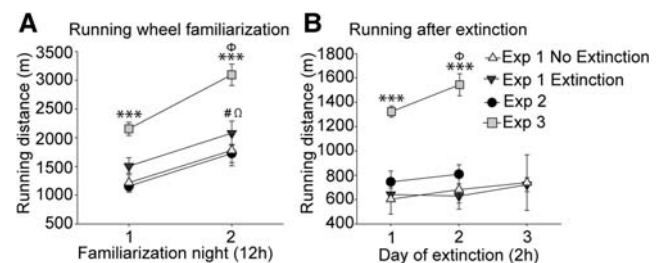 A Running wheel familiarization
Running distance (m)
3500
3000
2500
2000
1500
1000
500
***
Φ
***
#Ω
1 2
Familiarization night (12h)
B Running after extinction
Running distance (m)
1800
1600
1400
1200
1000
800
600
400
***
Φ
***
1 2 3
Day of extinction (2h)
Exp 1 No Extinction
Exp 1 Extinction
Exp 2
Exp 3